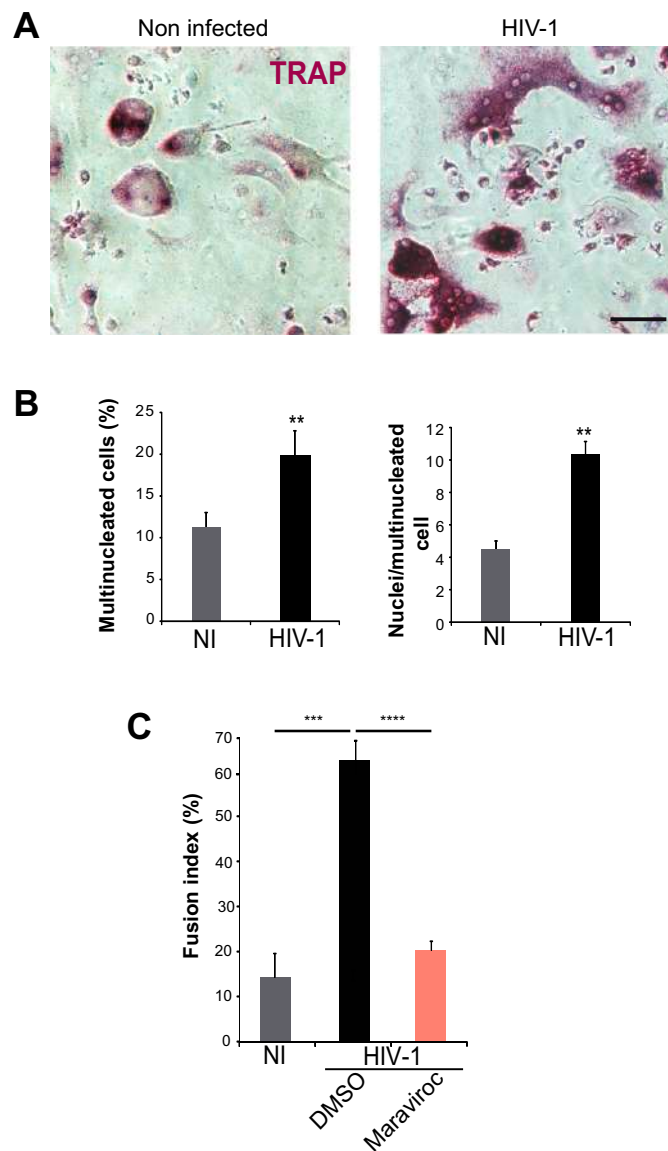 A
Non infected
HIV-1
TRAP
B
Multinucleated cells (%)
25
20
15
10
5
0
**
NI
HIV-1
Nuclei/multinucleated
cell
12
10
8
6
4
2
0
**
NI
HIV-1
C
Fusion index (%)
70
60
50
40
30
20
10
0
***
****
NI
HIV-1
DMSO
Maraviroc